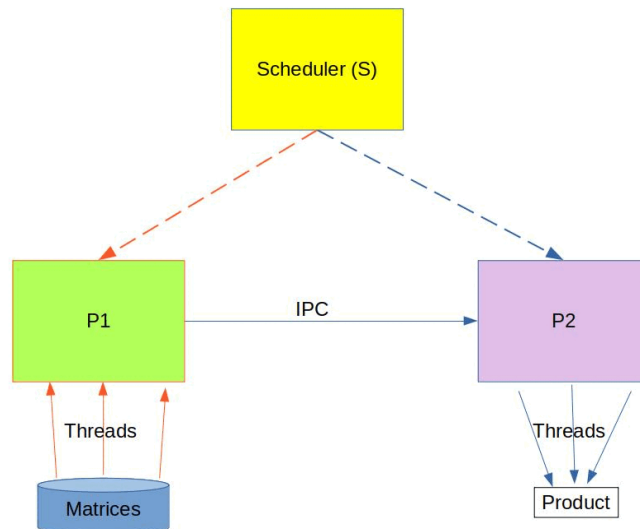 Scheduler (S)
P1
IPC
P2
Threads
Threads
Matrices
Product